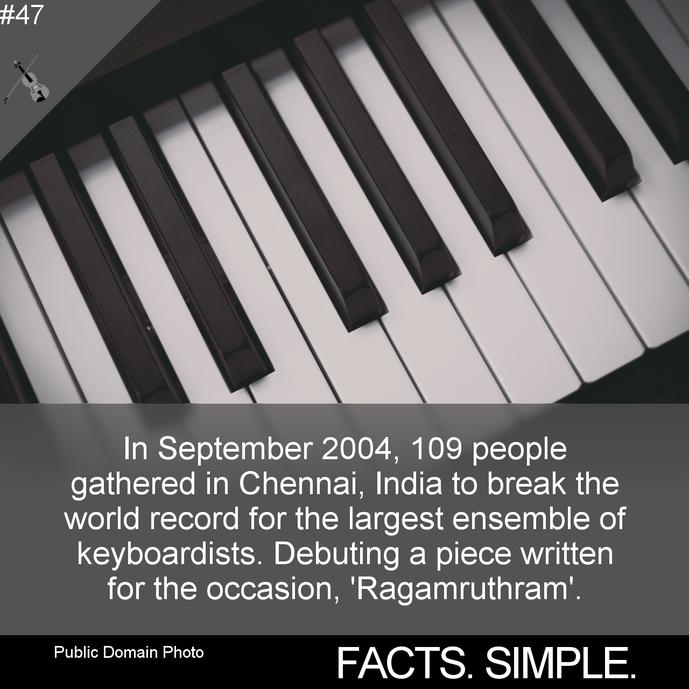 #47
In September 2004, 109 people
gathered in Chennai, India to break the
world record for the largest ensemble of
keyboardists. Debuting a piece written
for the occasion, 'Ragamruthram'.
Public Domain Photo
FACTS. SIMPLE.